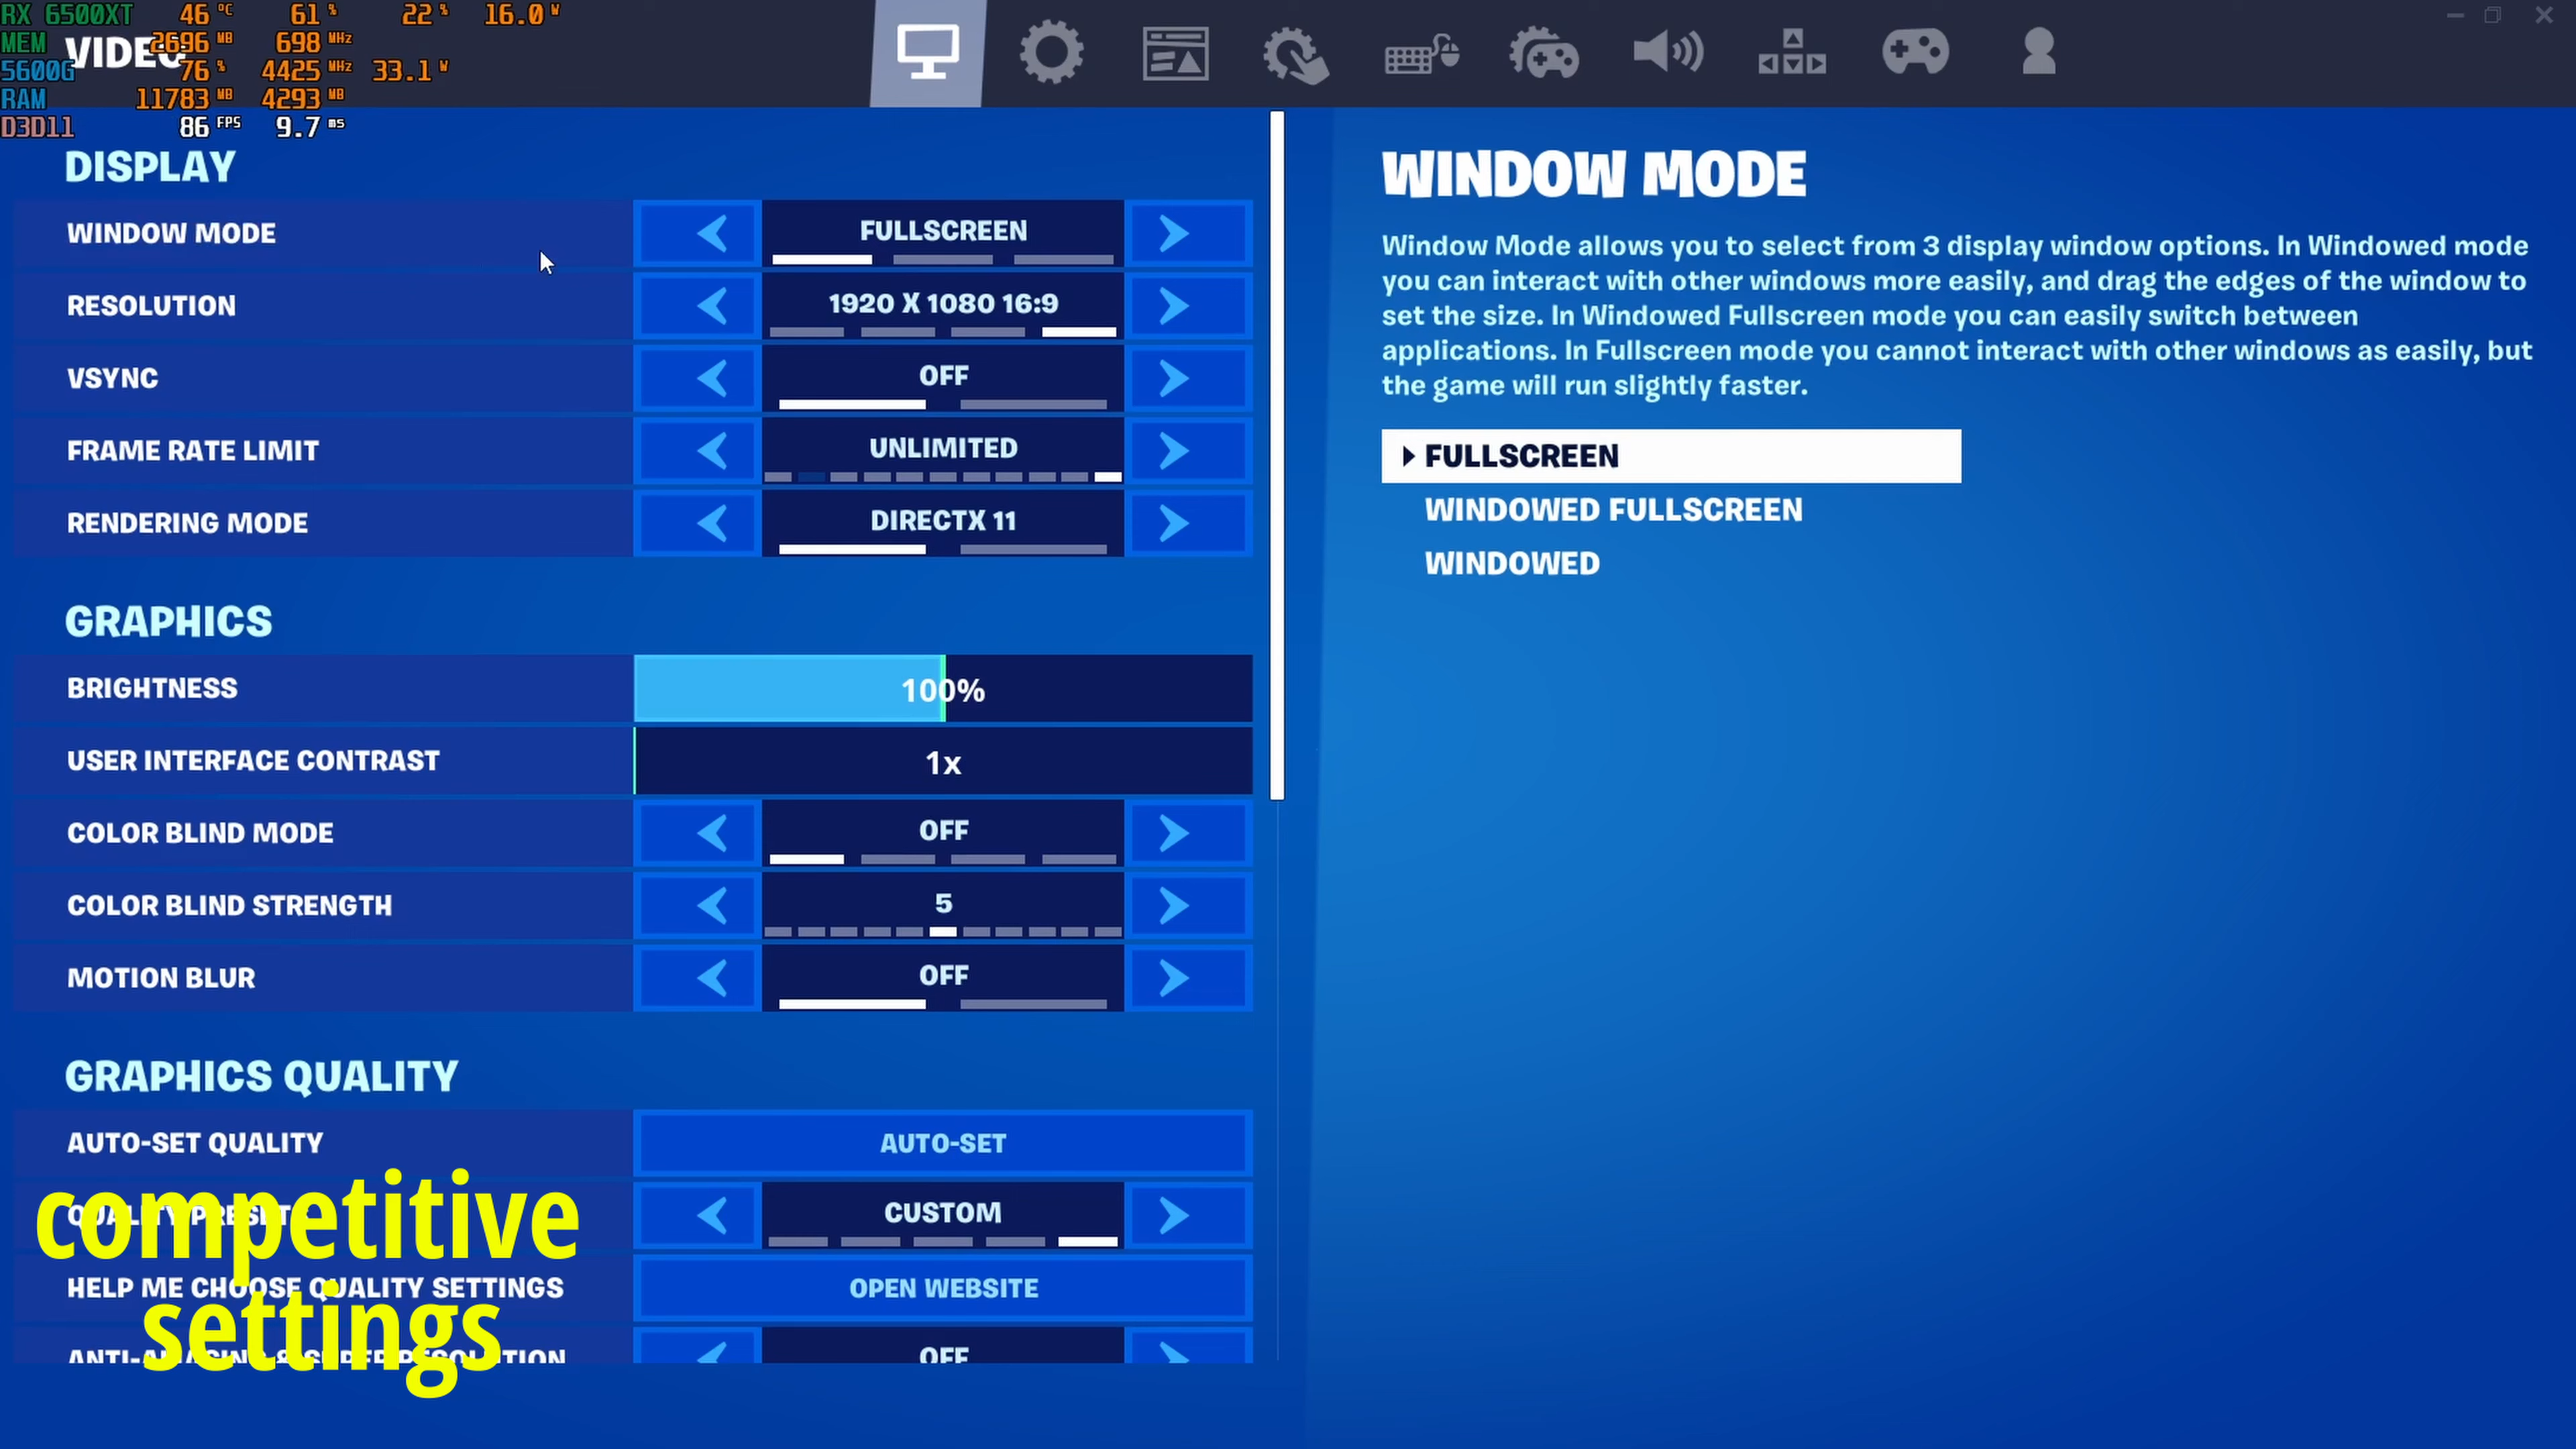 RX 6500XT 46 °C 61 % 22 % 16.0 W
MEM 2696 MB 698 MHz
VIDEO
5600G 76 % 4425 MHz 33.1 W
RAM 11783 MB 4293 MB
D3D11 86 FPS 9.7 ms
DISPLAY
WINDOW MODE FULLSCREEN
RESOLUTION 1920 X 1080 16:9
VSYNC OFF
FRAME RATE LIMIT UNLIMITED
RENDERING MODE DIRECTX 11
GRAPHICS
BRIGHTNESS 100%
USER INTERFACE CONTRAST 1x
COLOR BLIND MODE OFF
COLOR BLIND STRENGTH 5
MOTION BLUR OFF
GRAPHICS QUALITY
AUTO-SET QUALITY AUTO-SET
QUALITY PRESET CUSTOM
HELP ME CHOOSE QUALITY SETTINGS OPEN WEBSITE
ANTI-ALIASING & SUPER RESOLUTION OFF
competitive
settings
WINDOW MODE
Window Mode allows you to select from 3 display window options. In Windowed mode
you can interact with other windows more easily, and drag the edges of the window to
set the size. In Windowed Fullscreen mode you can easily switch between
applications. In Fullscreen mode you cannot interact with other windows as easily, but
the game will run slightly faster.
FULLSCREEN
WINDOWED FULLSCREEN
WINDOWED